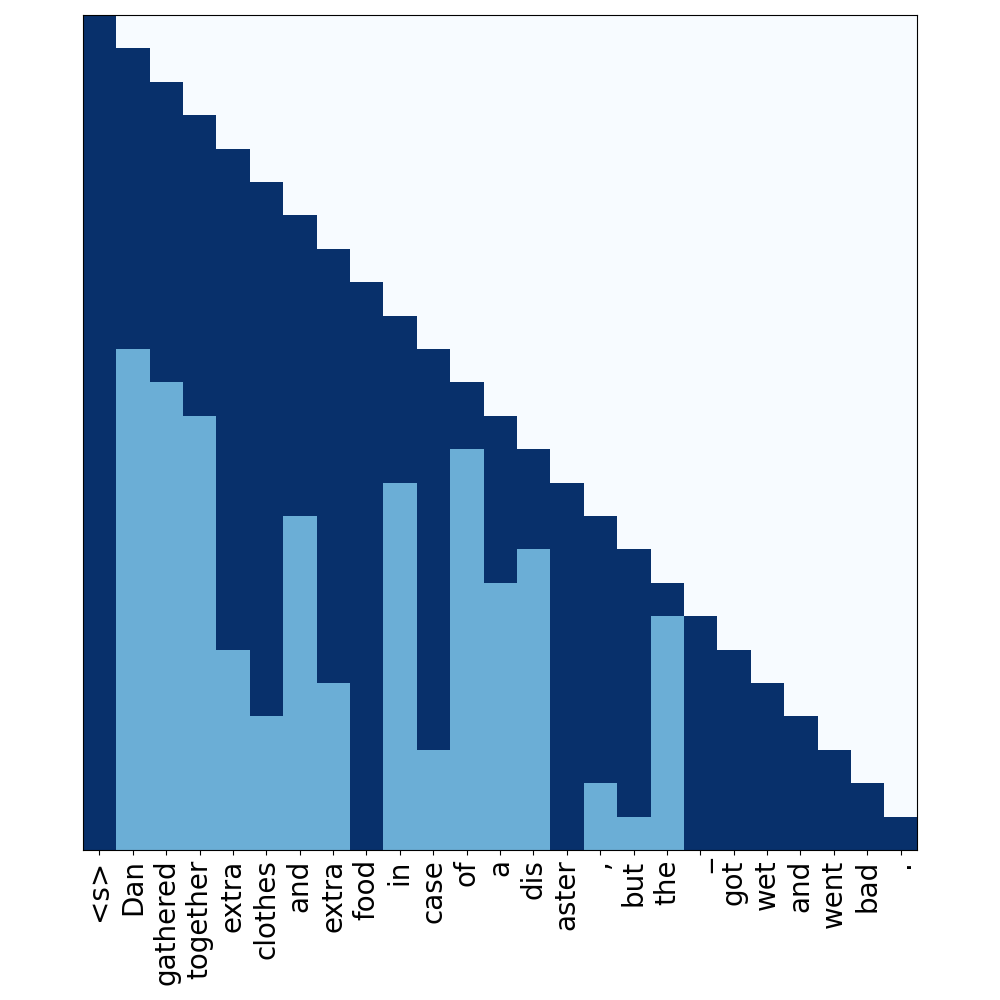 <s> Dan gathered together extra clothes and extra food in case of a dis aster , but the _ got wet and went bad .